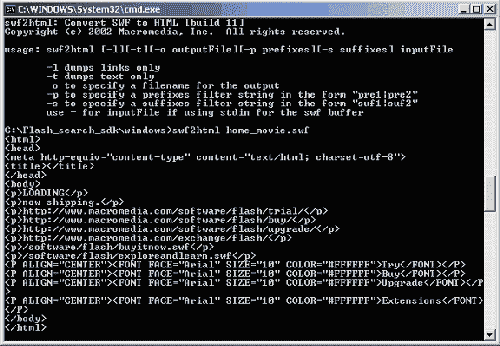 C:\WINDOWS\System32\cmd.exe
swf2html: Convert SWF to HTML [build 11]
Copyright (c) 2002 Macromedia, Inc.  All rights reserved.
usage: swf2html [-l][-t][-o outputFile][-p prefixes][-s suffixes] inputFile
-l dumps links only
-t dumps text only
-o to specify a filename for the output
-p to specify a prefixes filter string in the form "pre1|pre2"
-s to specify a suffixes filter string in the form "suf1|suf2"
use - for inputFile if using stdin for the swf buffer
C:\flash_search_sdk\windows>swf2html home_movie.swf
<html>
<head>
<meta http-equiv="content-type" content="text/html; charset-utf-8">
<title></title>
</head>
<body>
<p>LOADING</p>
<p>now shipping.</p>
<p>http://www.macromedia.com/software/flash/trial/</p>
<p>http://www.macromedia.com/software/flash/buy/</p>
<p>http://www.macromedia.com/software/flash/upgrade/</p>
<p>http://www.macromedia.com/exchange/flash/</p>
<p>/software/flash/buyitnow.swf</p>
<p>/software/flash/exploreandlearn.swf</p>
<P ALIGN="CENTER"><FONT FACE="Arial" SIZE="10" COLOR="#FFFFFF">Try</FONT></P>
<P ALIGN="CENTER"><FONT FACE="Arial" SIZE="10" COLOR="#FFFFFF">Buy</FONT></P>
<P ALIGN="CENTER"><FONT FACE="Arial" SIZE="10" COLOR="#FFFFFF">Upgrade</FONT></P
>
<P ALIGN="CENTER"><FONT FACE="Arial" SIZE="10" COLOR="#FFFFFF">Extensions</FONT>
</P>
</body>
</html>